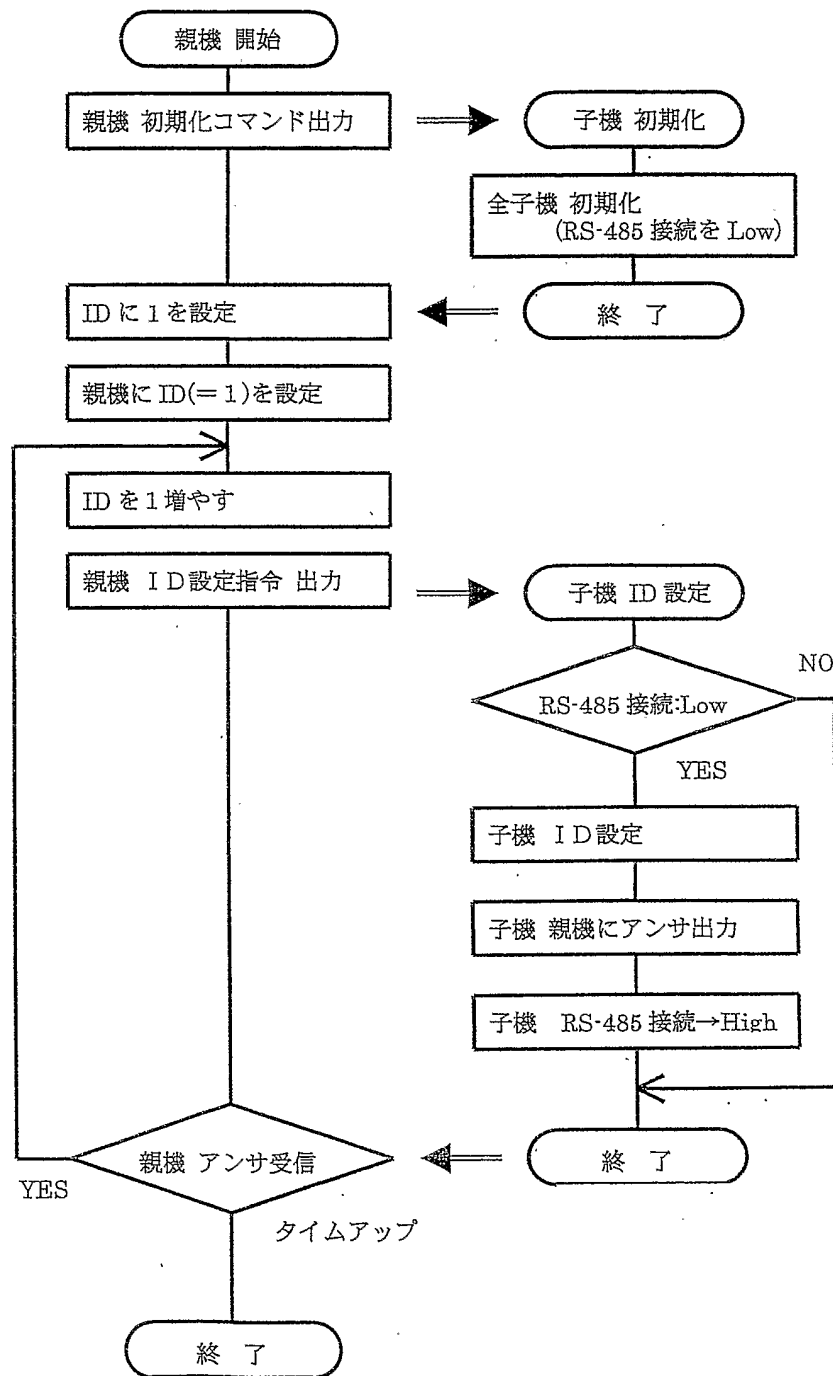 親機 開始
親機 初期化コマンド出力
子機 初期化
全子機 初期化
(RS-485 接続を Low)
ID に 1 を設定
終 了
親機に ID(＝1)を設定
ID を 1 増やす
親機 ＩＤ設定指令 出力
子機 ID 設定
NO
RS-485 接続:Low
YES
子機 ＩＤ設定
子機 親機にアンサ出力
子機 RS-485 接続→High
親機 アンサ受信
終 了
YES
タイムアップ
終 了